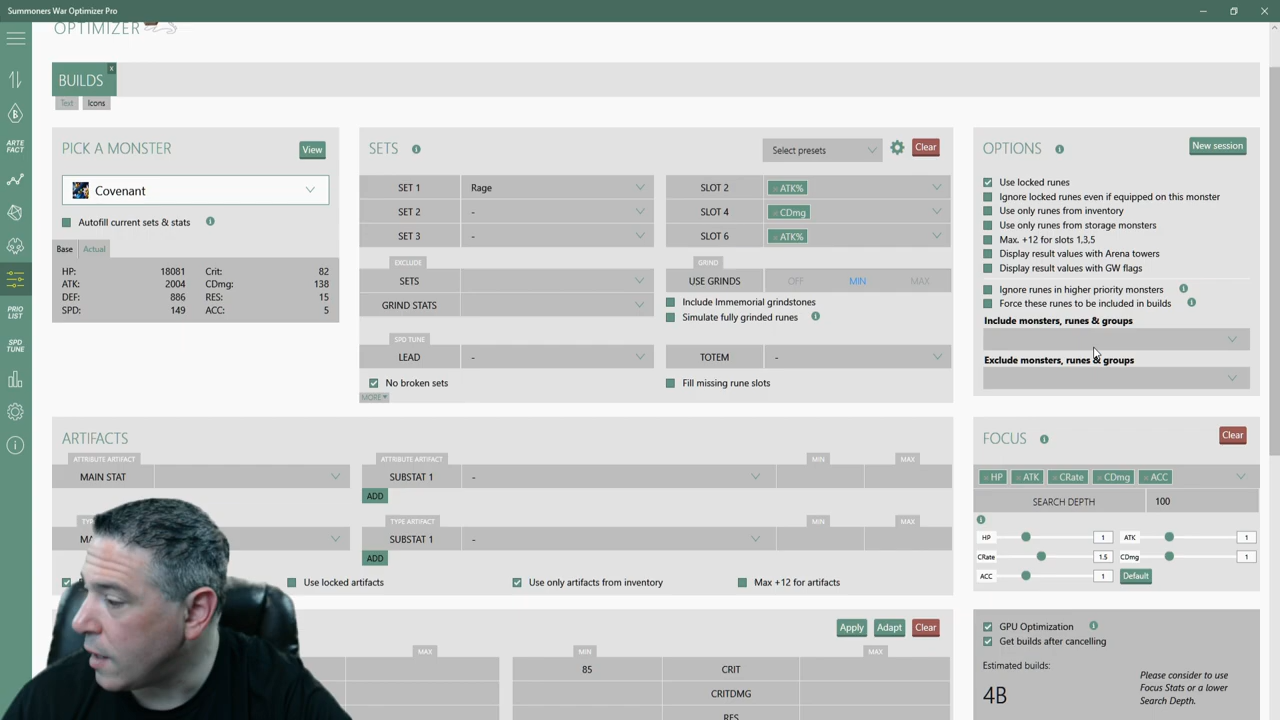 Summoners War Optimizer Pro
OPTIMIZER
BUILDS x
Text Icons
PICK A MONSTER View
Covenant
Autofill current sets & stats
Base Actual
HP: 18081 Crit: 82
ATK: 2004 CDmg: 138
DEF: 886 RES: 15
SPD: 149 ACC: 5
SETS Select presets Clear
SET 1 Rage SLOT 2 ATK%
SET 2 - SLOT 4 CDmg
SET 3 - SLOT 6 ATK%
EXCLUDE GRIND
SETS USE GRINDS OFF MIN MAX
GRIND STATS
Include Immemorial grindstones
Simulate fully grinded runes
SPD TUNE
LEAD - TOTEM -
No broken sets Fill missing rune slots
MORE
OPTIONS New session
Use locked runes
Ignore locked runes even if equipped on this monster
Use only runes from inventory
Use only runes from storage monsters
Max. +12 for slots 1,3,5
Display result values with Arena towers
Display result values with GW flags
Ignore runes in higher priority monsters
Force these runes to be included in builds
Include monsters, runes & groups
Exclude monsters, runes & groups
ARTE
FACT
PRIO
LIST
SPD
TUNE
ARTIFACTS
ATTRIBUTE ARTIFACT ATTRIBUTE ARTIFACT MIN MAX
MAIN STAT SUBSTAT 1 -
ADD
TYPE ARTIFACT MIN MAX
SUBSTAT 1 -
ADD
Use locked artifacts Use only artifacts from inventory Max +12 for artifacts
FOCUS Clear
HP ATK CRate CDmg ACC
SEARCH DEPTH 100
HP 1 ATK 1
CRate 1.5 CDmg 1
ACC 1 Default
Apply Adapt Clear
MAX MIN MAX
85 CRIT
CRITDMG
RES
GPU Optimization
Get builds after cancelling
Estimated builds:
4B
Please consider to use
Focus Stats or a lower
Search Depth.